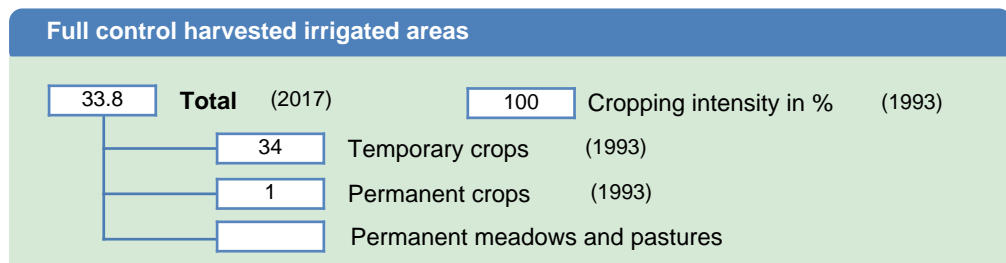 Full control harvested irrigated areas
33.8 Total (2017) 100 Cropping intensity in % (1993)
34 Temporary crops (1993)
1 Permanent crops (1993)
Permanent meadows and pastures